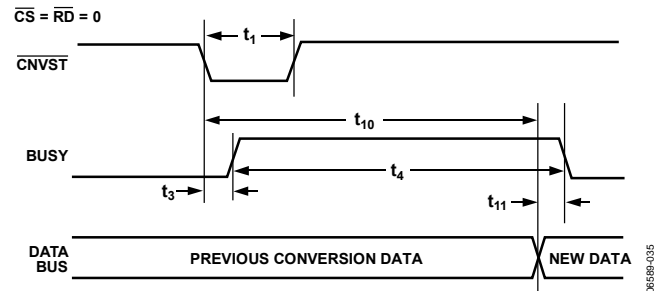 CS = RD = 0
CNVST
t1
t10
BUSY
t4
t3
t11
DATA
BUS
PREVIOUS CONVERSION DATA
NEW DATA
06589-035